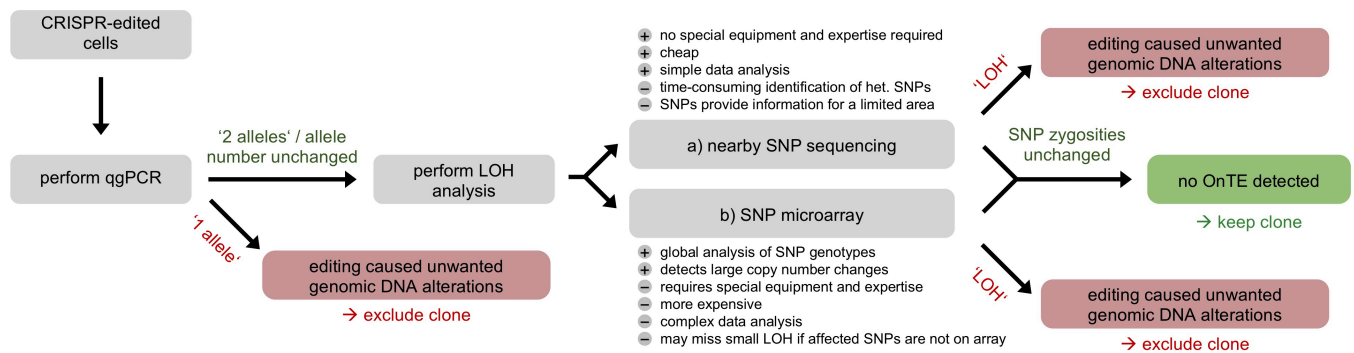 CRISPR-edited
cells
perform qgPCR
‘2 alleles‘ / allele
number unchanged
‘1 allele‘
editing caused unwanted
genomic DNA alterations
→ exclude clone
perform LOH
analysis
+ no special equipment and expertise required
+ cheap
+ simple data analysis
− time-consuming identification of het. SNPs
− SNPs provide information for a limited area
a) nearby SNP sequencing
b) SNP microarray
+ global analysis of SNP genotypes
+ detects large copy number changes
− requires special equipment and expertise
− more expensive
− complex data analysis
− may miss small LOH if affected SNPs are not on array
‘LOH‘
editing caused unwanted
genomic DNA alterations
→ exclude clone
SNP zygosities
unchanged
no OnTE detected
→ keep clone
‘LOH‘
editing caused unwanted
genomic DNA alterations
→ exclude clone